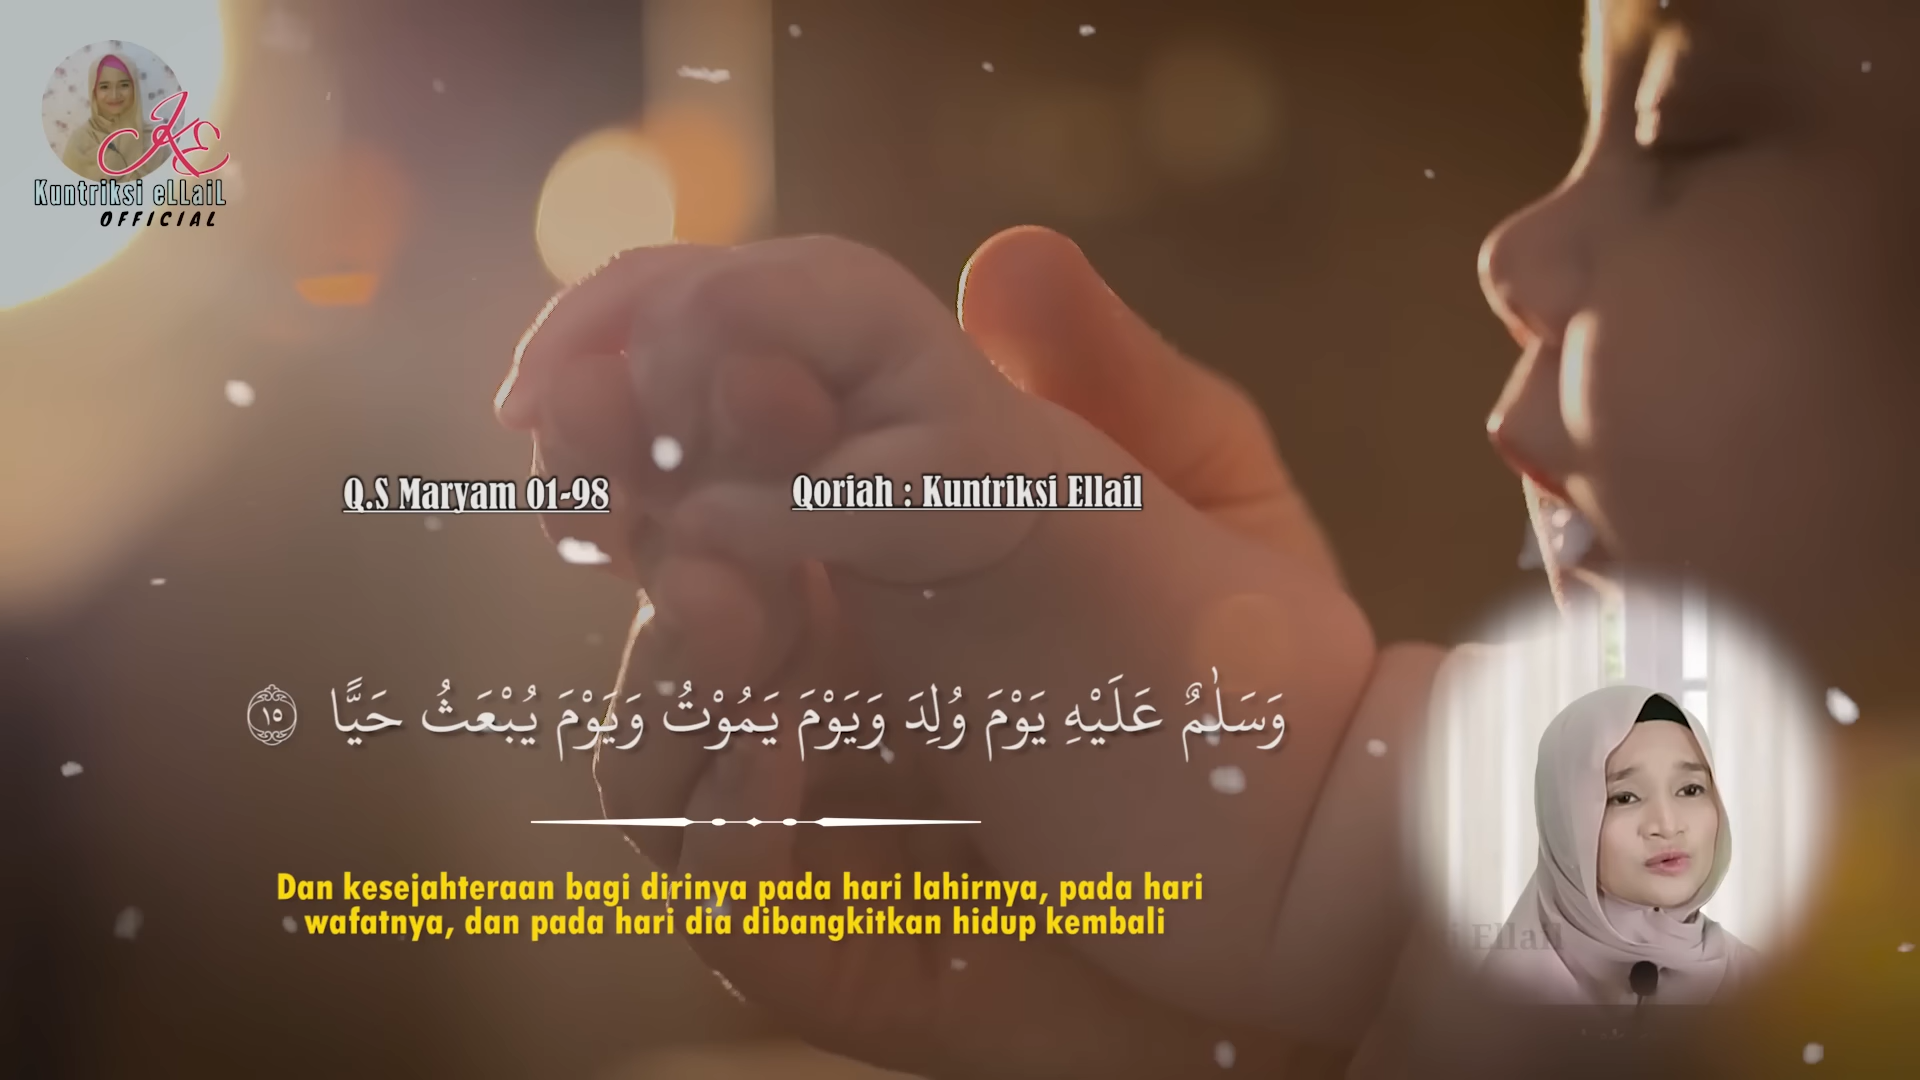 Kuntriksi eLLaiL
OFFICIAL
Q.S Maryam 01-98
Qoriah : Kuntriksi Ellail
وَسَلٰمٌ عَلَيْهِ يَوْمَ وُلِدَ وَيَوْمَ يَمُوْتُ وَيَوْمَ يُبْعَثُ حَيًّا ١٥
Dan kesejahteraan bagi dirinya pada hari lahirnya, pada hari
wafatnya, dan pada hari dia dibangkitkan hidup kembali
Ellail